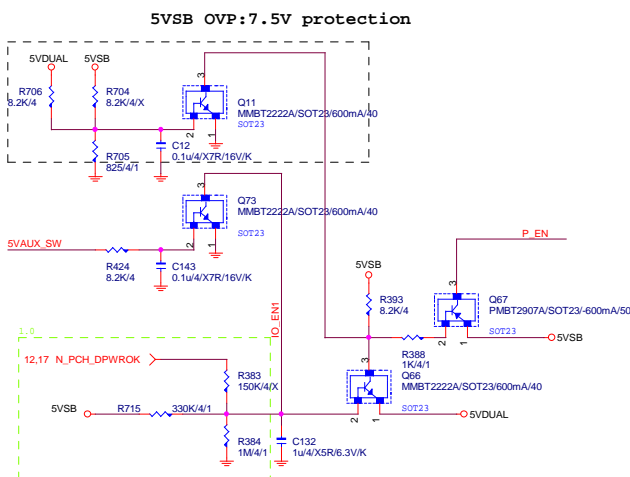 5VSB OVP:7.5V protection
5VDUAL
5VSB
R706
8.2K/4
R704
8.2K/4/X
3
Q11
MMBT2222A/SOT23/600mA/40
SOT23
2
1
R705
825/4/1
C12
0.1u/4/X7R/16V/K
3
Q73
MMBT2222A/SOT23/600mA/40
SOT23
2
1
5VAUX_SW
R424
8.2K/4
C143
0.1u/4/X7R/16V/K
IO_EN1
5VSB
R393
8.2K/4
P_EN
3
Q67
PMBT2907A/SOT23/-600mA/50
SOT23
2
1
5VSB
R388
1K/4/1
1.0
12,17 N_PCH_DPWROK
R383
150K/4/X
3
Q66
MMBT2222A/SOT23/600mA/40
SOT23
2
1
5VDUAL
5VSB
R715
330K/4/1
R384
1M/4/1
C132
1u/4/X5R/6.3V/K